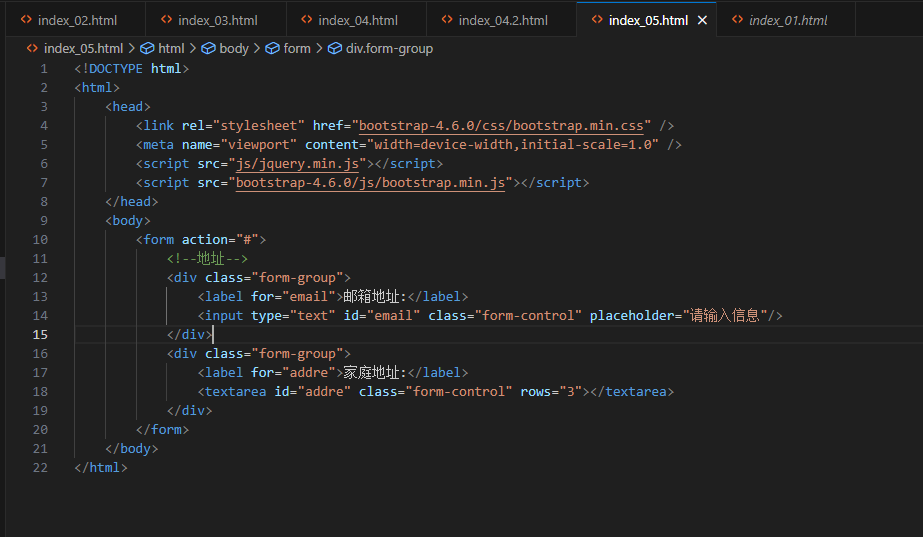 index_02.html index_03.html index_04.html index_04.2.html index_05.html index_01.html
index_05.html > html > body > form > div.form-group
1 <!DOCTYPE html>
2 <html>
3 <head>
4 <link rel="stylesheet" href="bootstrap-4.6.0/css/bootstrap.min.css" />
5 <meta name="viewport" content="width=device-width,initial-scale=1.0" />
6 <script src="js/jquery.min.js"></script>
7 <script src="bootstrap-4.6.0/js/bootstrap.min.js"></script>
8 </head>
9 <body>
10 <form action="#">
11 <!--地址-->
12 <div class="form-group">
13 <label for="email">邮箱地址:</label>
14 <input type="text" id="email" class="form-control" placeholder="请输入信息"/>
15 </div>
16 <div class="form-group">
17 <label for="addre">家庭地址:</label>
18 <textarea id="addre" class="form-control" rows="3"></textarea>
19 </div>
20 </form>
21 </body>
22 </html>